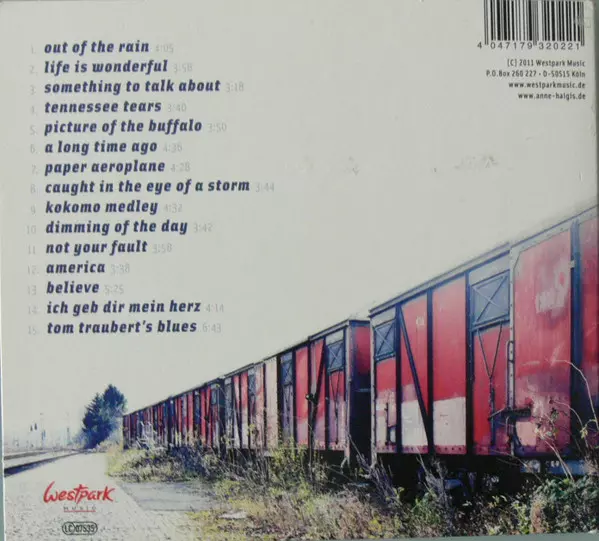 4 047179 320221
(C) 2011 Westpark Music
P.O.Box 260 227 - D-50515 Köln
www.westparkmusic.de
www.anne-haigis.de
1. out of the rain 4:05
2. life is wonderful 3:58
3. something to talk about 3:18
4. tennessee tears 3:40
5. picture of the buffalo 3:50
6. a long time ago 4:36
7. paper aeroplane 4:28
8. caught in the eye of a storm 3:44
9. kokomo medley 4:32
10. dimming of the day 3:42
11. not your fault 3:58
12. america 3:38
13. believe 5:25
14. ich geb dir mein herz 4:14
15. tom traubert's blues 6:43
Westpark
MUSIC
LC 07535